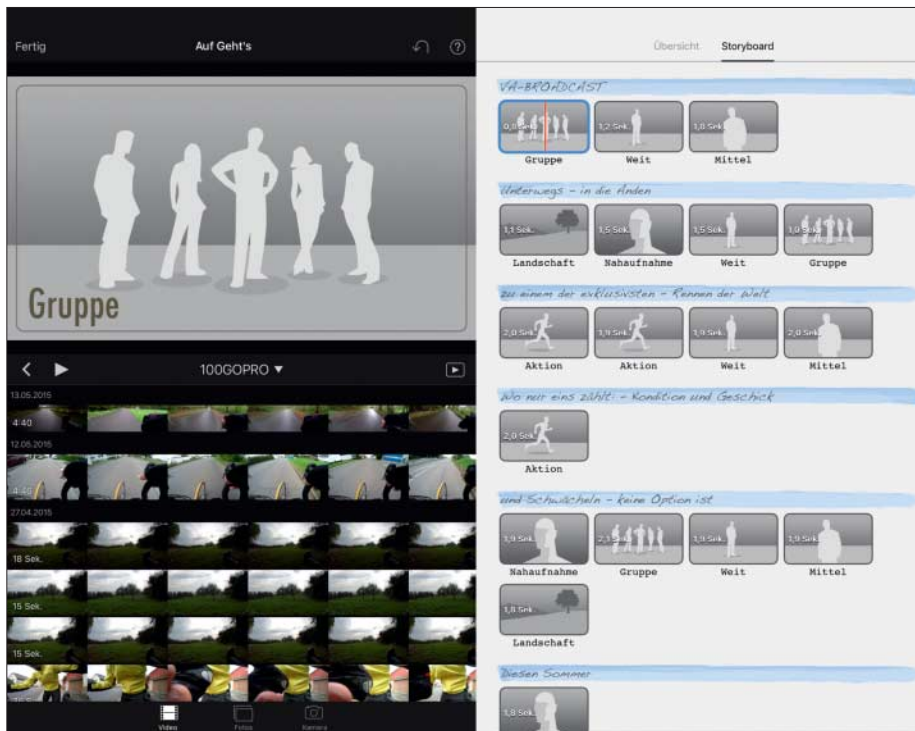 Fertig
Auf Geht's
?
Gruppe
100GOPRO ▼
13.05.2015
4:40
12.05.2015
4:46
27.04.2015
18 Sek.
15 Sek.
15 Sek.
Video
Fotos
Kamera
Übersicht
Storyboard
VA-BROADCAST
0,8 Sek. 1,2 Sek. 1,8 Sek.
Gruppe Weit Mittel
Unterwegs - in die Anden
1,1 Sek. 1,5 Sek. 1,5 Sek. 1,0 Sek.
Landschaft Nahaufnahme Weit Gruppe
zu einem der exklusivsten - Rennen der Welt
2,0 Sek. 1,9 Sek. 1,9 Sek. 2,0 Sek.
Aktion Aktion Weit Mittel
Wo nur eins zählt: - Kondition und Geschick
2,0 Sek.
Aktion
und Schwächeln - keine Option ist
1,9 Sek. 2,1 Sek. 1,9 Sek. 1,9 Sek.
Nahaufnahme Gruppe Weit Mittel
1,8 Sek.
Landschaft
Diesen Sommer
1,8 Sek.